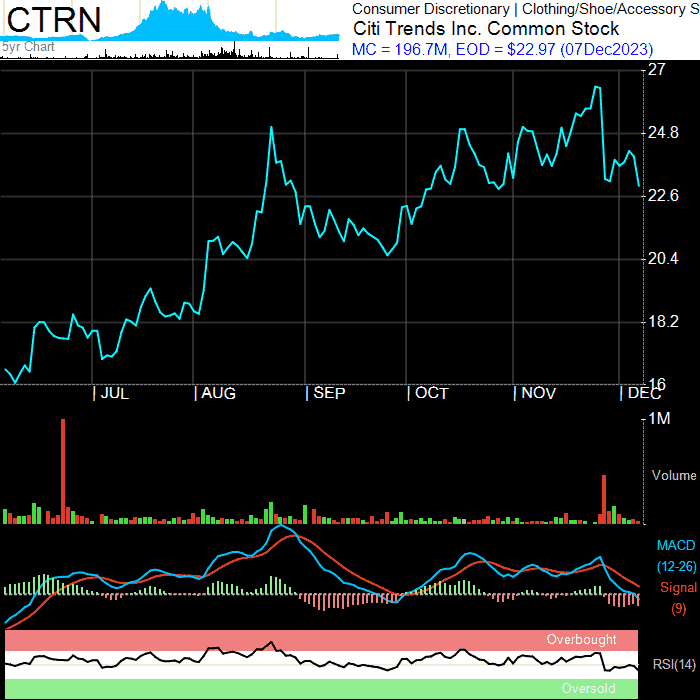 CTRN
5yr Chart
Consumer Discretionary | Clothing/Shoe/Accessory S
Citi Trends Inc. Common Stock
MC = 196.7M, EOD = $22.97 (07Dec2023)
27
24.8
22.6
20.4
18.2
16
| JUL | AUG | SEP | OCT | NOV | DEC
1M
Volume
MACD
(12-26)
Signal
(9)
Overbought
RSI(14)
Oversold